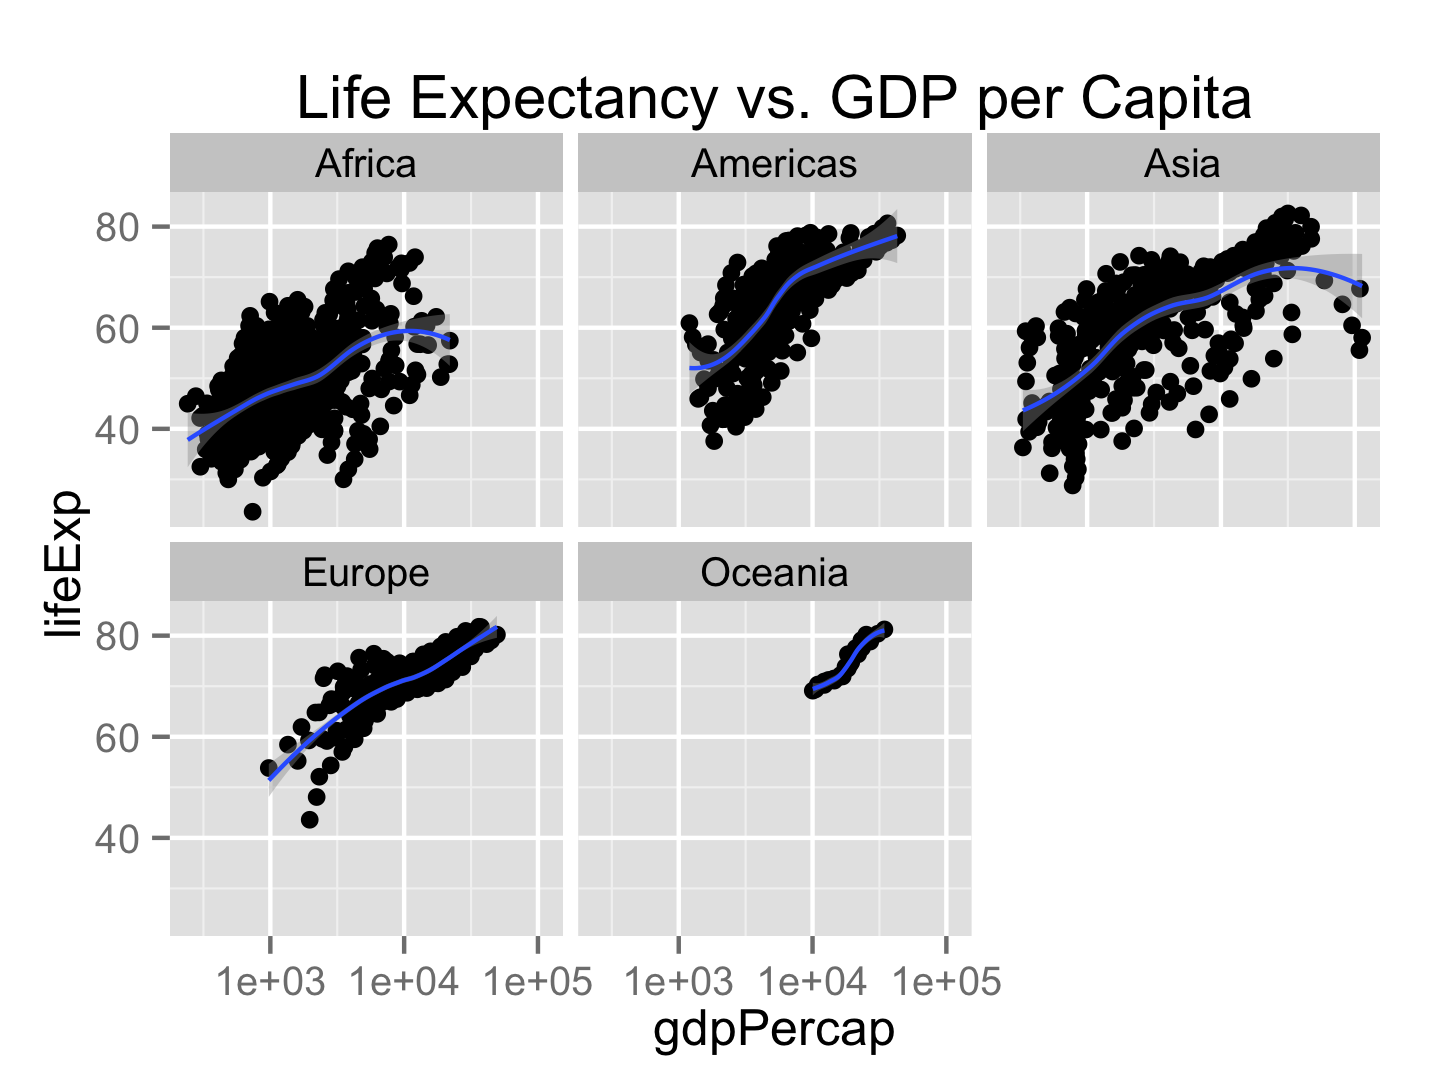 Life Expectancy vs. GDP per Capita
Africa Americas Asia
80
60
40
lifeExp
Europe Oceania
80
60
40
1e+03 1e+04 1e+05 1e+03 1e+04 1e+05
gdpPercap